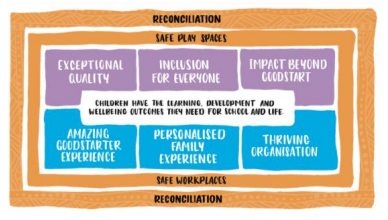 RECONCILIATION
SAFE PLAY SPACES
EXCEPTIONAL
QUALITY
INCLUSION
FOR EVERYONE
IMPACT BEYOND
GOODSTART
CHILDREN HAVE THE LEARNING, DEVELOPMENT AND
WELLBEING OUTCOMES THEY NEED FOR SCHOOL AND LIFE.
AMAZING
GOODSTARTER
EXPERIENCE
PERSONALISED
FAMILY
EXPERIENCE
THRIVING
ORGANISATION
SAFE WORKPLACES
RECONCILIATION